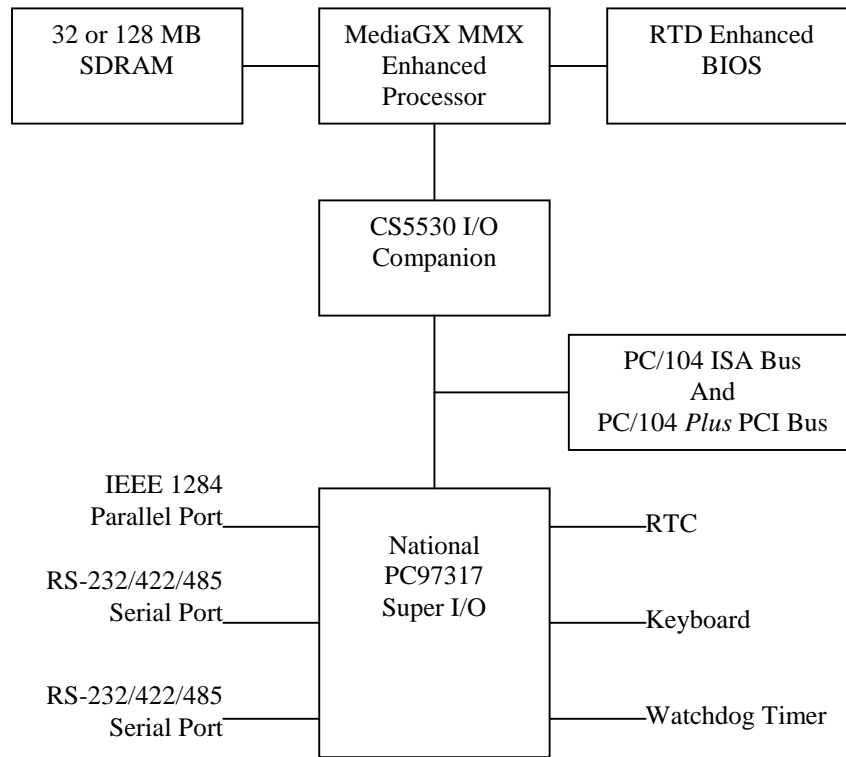 32 or 128 MB
SDRAM
MediaGX MMX
Enhanced
Processor
RTD Enhanced
BIOS
CS5530 I/O
Companion
PC/104 ISA Bus
And
PC/104 Plus PCI Bus
IEEE 1284
Parallel Port
RS-232/422/485
Serial Port
RS-232/422/485
Serial Port
National
PC97317
Super I/O
RTC
Keyboard
Watchdog Timer